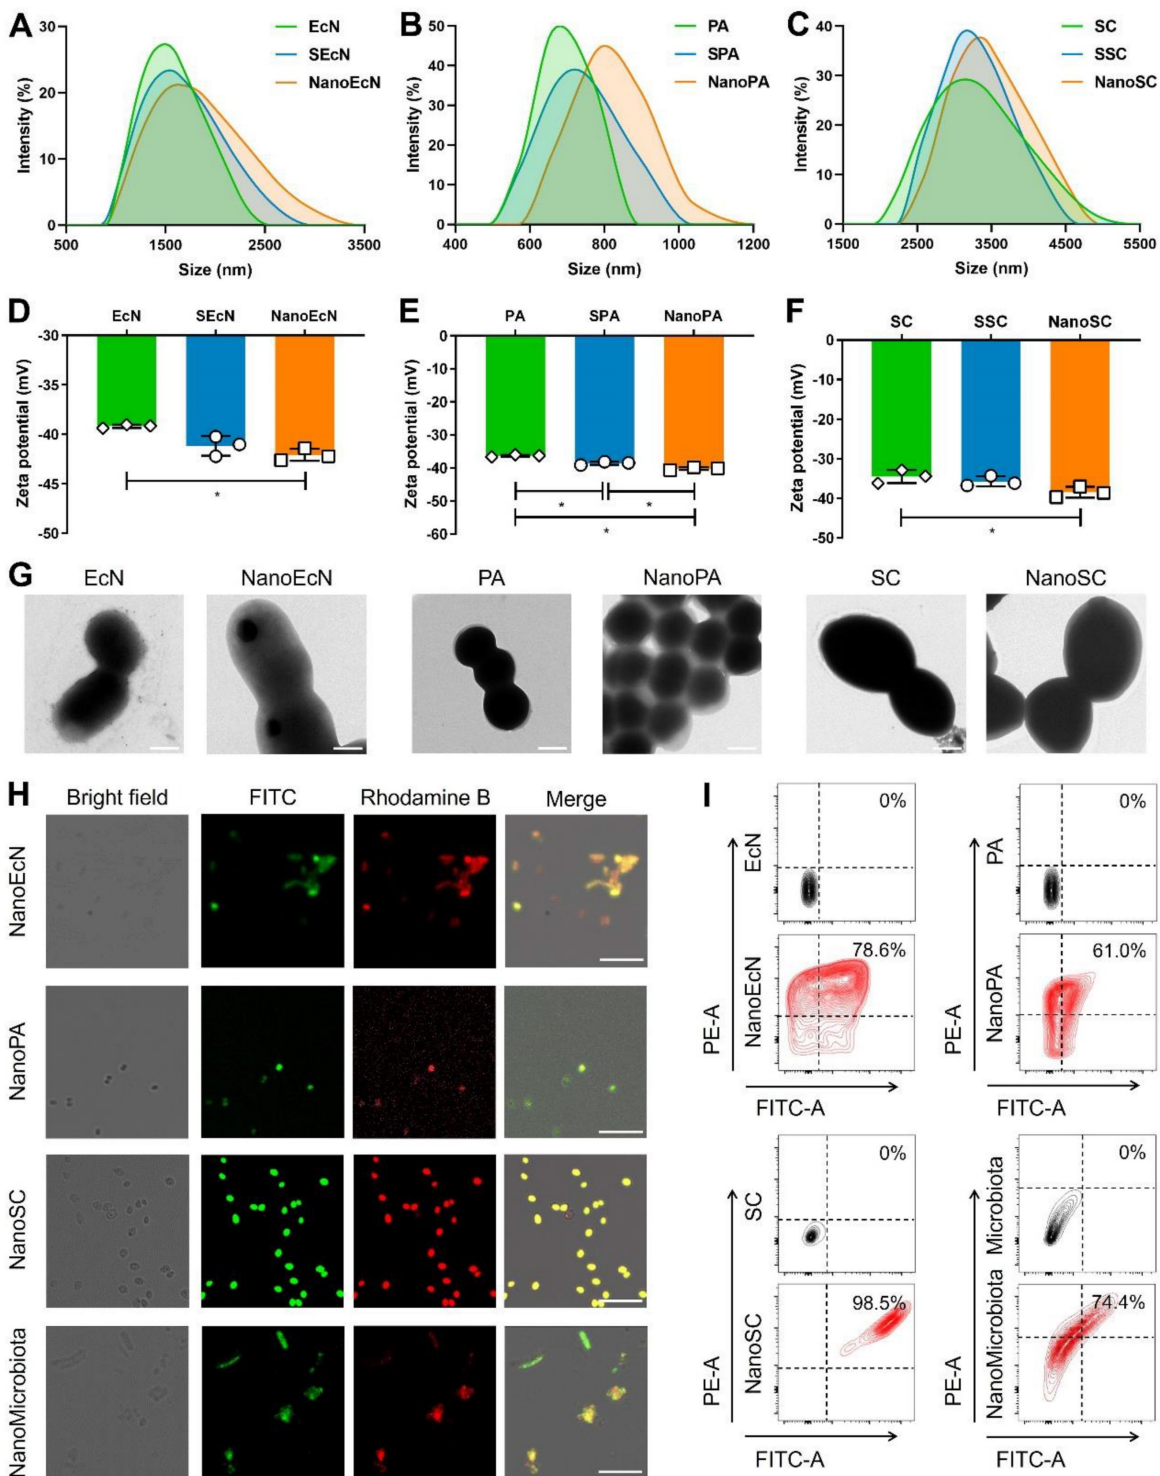 A
30
20
10
0
Intensity (%)
EcN
SEcN
NanoEcN
500
1500
2500
3500
Size (nm)
B
50
40
30
20
10
0
Intensity (%)
PA
SPA
NanoPA
400
600
800
1000
1200
Size (nm)
C
40
30
20
10
0
Intensity (%)
SC
SSC
NanoSC
1500
2500
3500
4500
5500
Size (nm)
D
EcN
SEcN
NanoEcN
-30
-35
-40
-45
-50
Zeta potential (mV)
*
E
PA
SPA
NanoPA
0
-10
-20
-30
-40
-50
-60
Zeta potential (mV)
*
*
*
F
SC
SSC
NanoSC
0
-10
-20
-30
-40
-50
Zeta potential (mV)
*
G
EcN
NanoEcN
PA
NanoPA
SC
NanoSC
H
Bright field
FITC
Rhodamine B
Merge
NanoEcN
NanoPA
NanoSC
NanoMicrobiota
I
EcN
0%
NanoEcN
78.6%
PE-A
FITC-A
PA
0%
NanoPA
61.0%
PE-A
FITC-A
SC
0%
NanoSC
98.5%
PE-A
FITC-A
Microbiota
0%
NanoMicrobiota
74.4%
PE-A
FITC-A